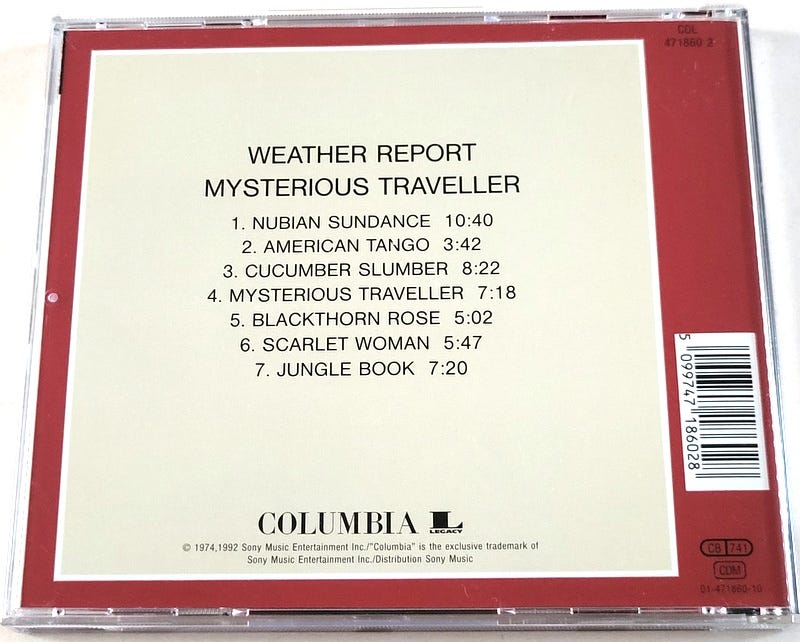 COL
471860 2
WEATHER REPORT
MYSTERIOUS TRAVELLER
1. NUBIAN SUNDANCE 10:40
2. AMERICAN TANGO 3:42
3. CUCUMBER SLUMBER 8:22
4. MYSTERIOUS TRAVELLER 7:18
5. BLACKTHORN ROSE 5:02
6. SCARLET WOMAN 5:47
7. JUNGLE BOOK 7:20
5 099747 186028
COLUMBIA L
LEGACY
© 1974,1992 Sony Music Entertainment Inc./"Columbia" is the exclusive trademark of
Sony Music Entertainment Inc./Distribution Sony Music
CB 741
CDM
01-471860-10